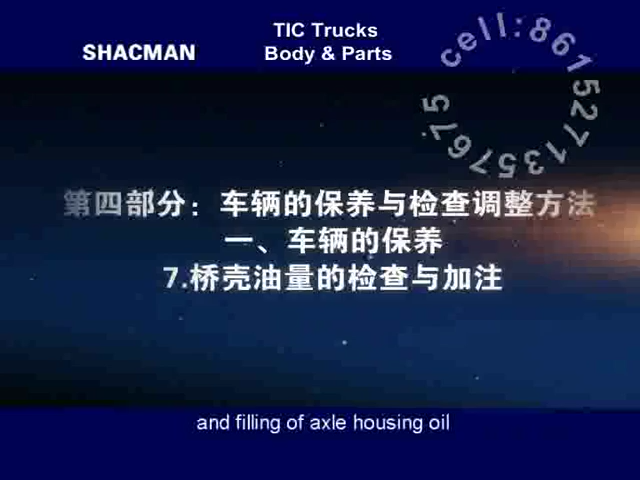 SHACMAN
TIC Trucks
Body & Parts
cell:8615271357675
第四部分：车辆的保养与检查调整方法
一、车辆的保养
7.桥壳油量的检查与加注
and filling of axle housing oil